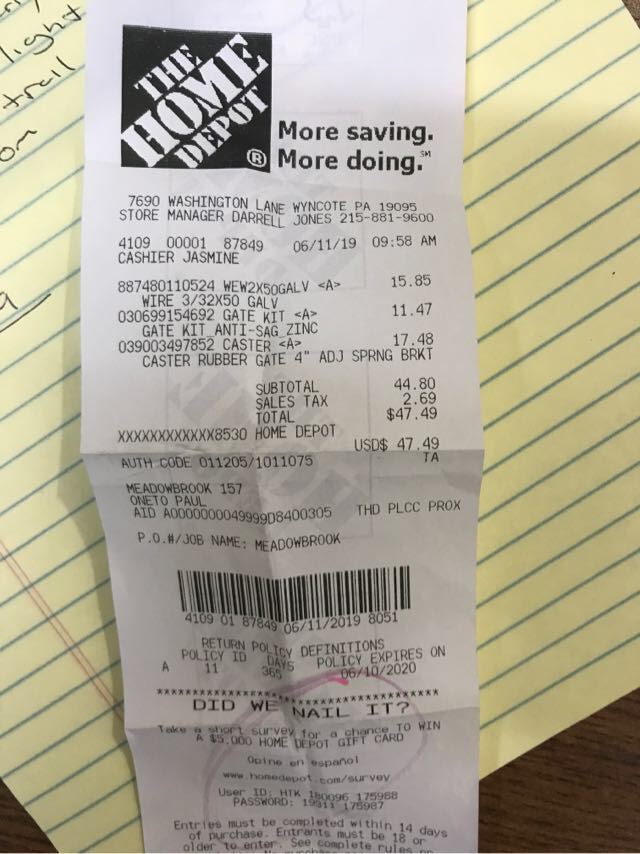 light
trail
om
THE
HOME
DEPOT
®
More saving.
More doing.℠
7690 WASHINGTON LANE WYNCOTE PA 19095
STORE MANAGER DARRELL JONES 215-881-9600
4109 00001 87849 06/11/19 09:58 AM
CASHIER JASMINE
887480110524 WEW2X50GALV <A> 15.85
WIRE 3/32X50 GALV
030699154692 GATE KIT <A> 11.47
GATE KIT_ANTI-SAG_ZINC
039003497852 CASTER <A> 17.48
CASTER RUBBER GATE 4" ADJ SPRNG BRKT
SUBTOTAL 44.80
SALES TAX 2.69
TOTAL $47.49
XXXXXXXXXXXX8530 HOME DEPOT
USD$ 47.49
AUTH CODE 011205/1011075 TA
MEADOWBROOK 157
ONETO PAUL
AID A0000000049999D8400305 THD PLCC PROX
P.O.#/JOB NAME: MEADOWBROOK
4109 01 87849 06/11/2019 8051
RETURN POLICY DEFINITIONS
POLICY ID DAYS POLICY EXPIRES ON
A 11 365 06/10/2020
***************************************
DID WE NAIL IT?
Take a short survey for a chance TO WIN
A $5,000 HOME DEPOT GIFT CARD
Opine en español
www.homedepot.com/survey
User ID: HTK 180096 175988
PASSWORD: 19311 175987
Entries must be completed within 14 days
of purchase. Entrants must be 18 or
older to enter. See complete rules on